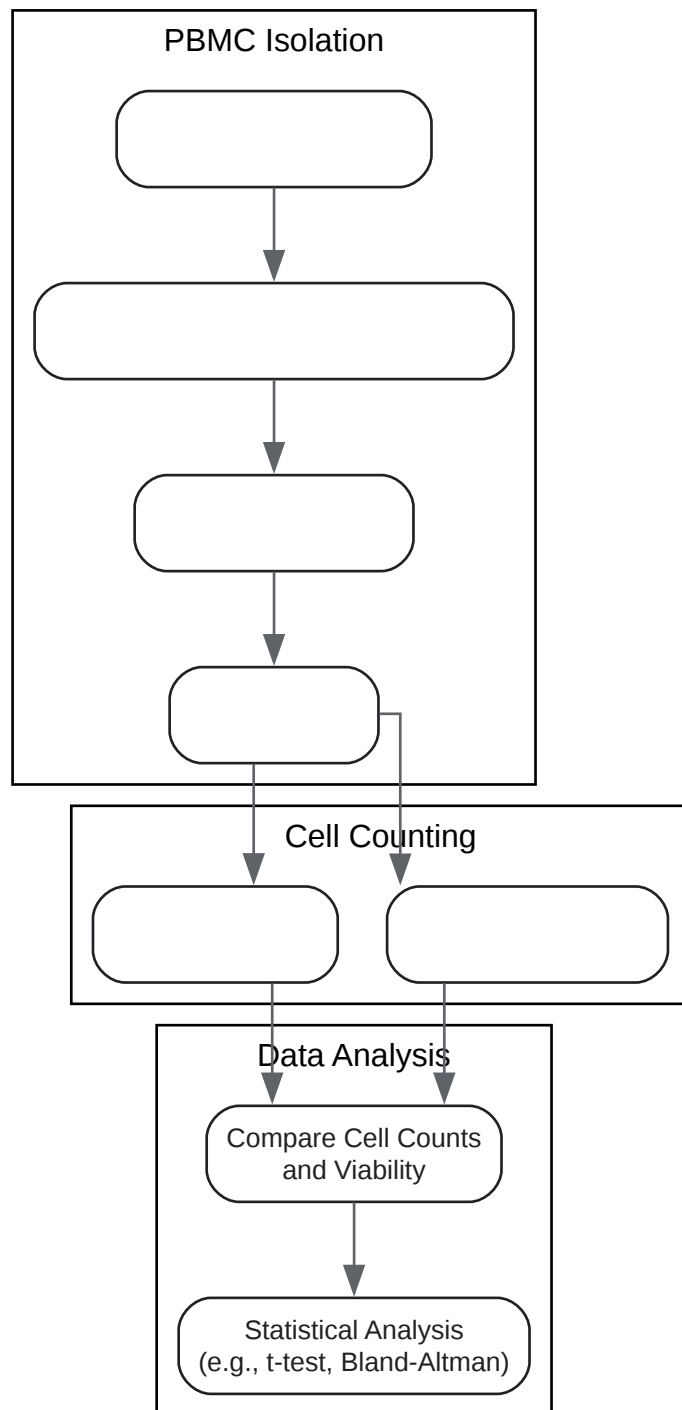 PBMC Isolation
Cell Counting
Data Analysis
Compare Cell Counts
and Viability
Statistical Analysis
(e.g., t-test, Bland-Altman)